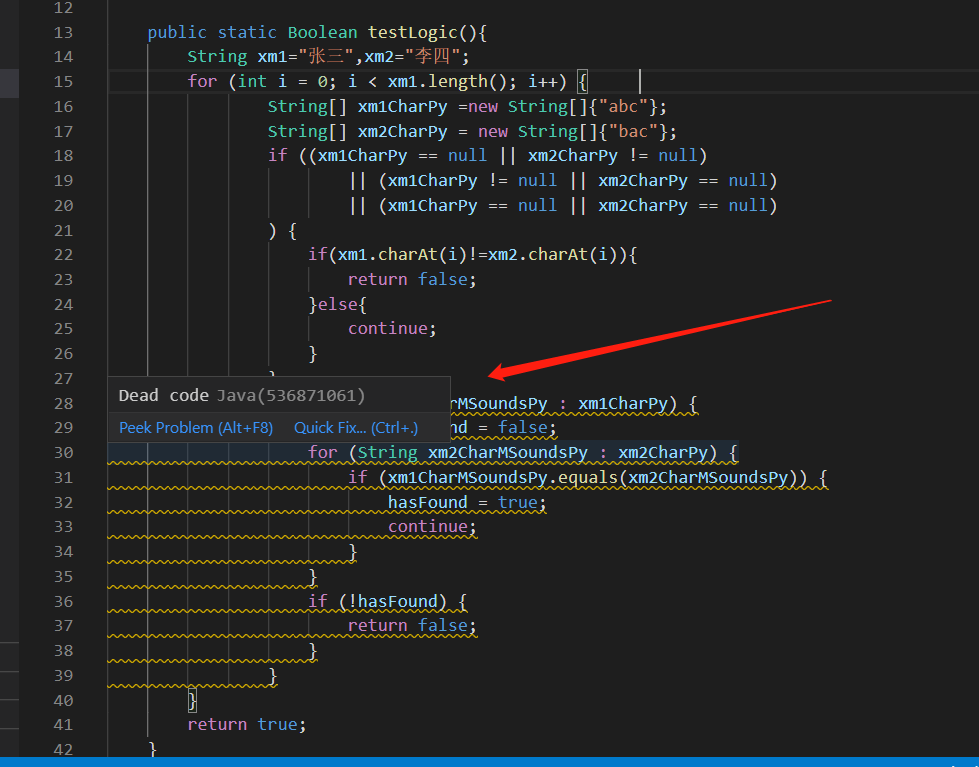 12
13 public static Boolean testLogic(){
14 String xm1="张三",xm2="李四";
15 for (int i = 0; i < xm1.length(); i++) {
16 String[] xm1CharPy =new String[]{"abc"};
17 String[] xm2CharPy = new String[]{"bac"};
18 if ((xm1CharPy == null || xm2CharPy != null)
19 || (xm1CharPy != null || xm2CharPy == null)
20 || (xm1CharPy == null || xm2CharPy == null)
21 ) {
22 if(xm1.charAt(i)!=xm2.charAt(i)){
23 return false;
24 }else{
25 continue;
26 }
27
Dead code Java(536871061)
28 rMSoundsPy : xm1CharPy) {
Peek Problem (Alt+F8) Quick Fix... (Ctrl+.)
29 nd = false;
30 for (String xm2CharMSoundsPy : xm2CharPy) {
31 if (xm1CharMSoundsPy.equals(xm2CharMSoundsPy)) {
32 hasFound = true;
33 continue;
34 }
35 }
36 if (!hasFound) {
37 return false;
38 }
39 }
40 }
41 return true;
42 }